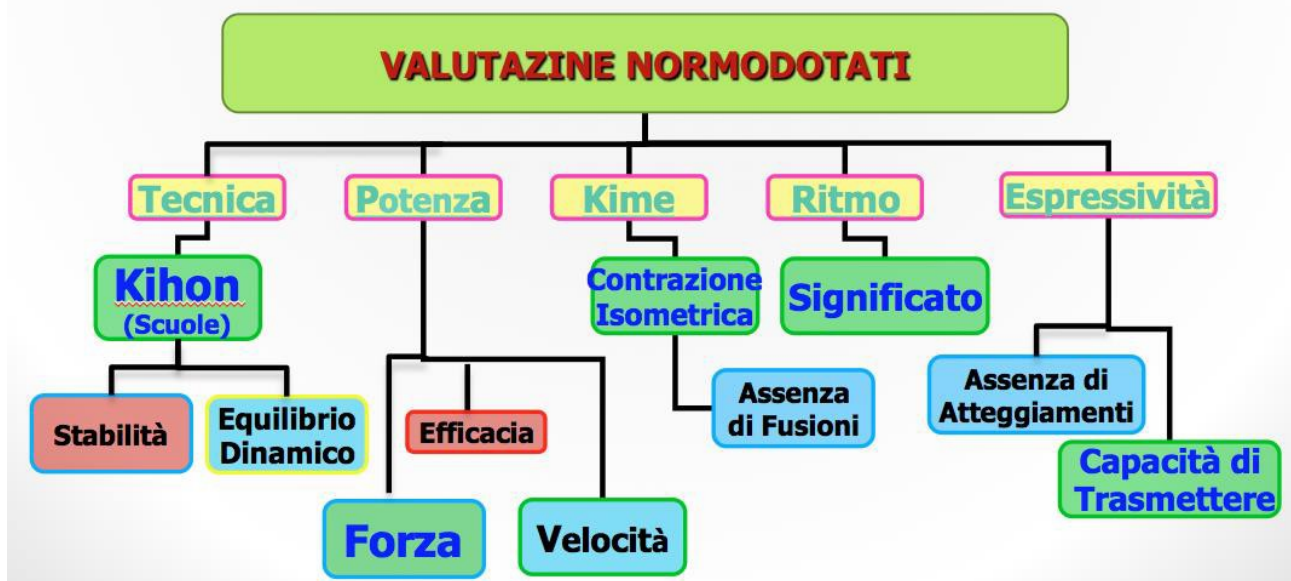 VALUTAZINE NORMODOTATI
Tecnica
Potenza
Kime
Ritmo
Espressività
Kihon
(Scuole)
Contrazione
Isometrica
Significato
Stabilità
Equilibrio
Dinamico
Efficacia
Assenza
di Fusioni
Assenza di
Atteggiamenti
Forza
Velocità
Capacità di
Trasmettere